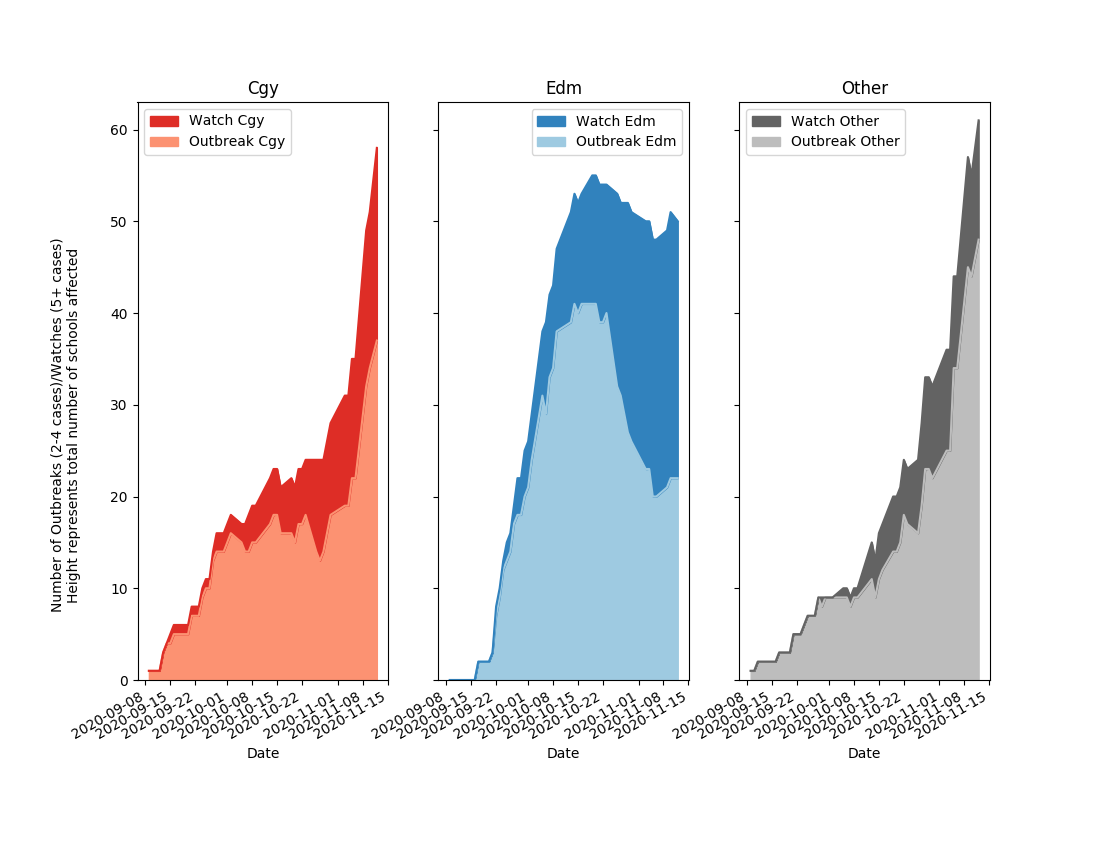 Cgy
Edm
Other
Watch Cgy
Outbreak Cgy
Watch Edm
Outbreak Edm
Watch Other
Outbreak Other
Number of Outbreaks (2-4 cases)/Watches (5+ cases)
Height represents total number of schools affected
60
50
40
30
20
10
0
2020-09-08
2020-09-15
2020-09-22
2020-10-01
2020-10-08
2020-10-15
2020-10-22
2020-11-01
2020-11-08
2020-11-15
2020-09-08
2020-09-15
2020-09-22
2020-10-01
2020-10-08
2020-10-15
2020-10-22
2020-11-01
2020-11-08
2020-11-15
2020-09-08
2020-09-15
2020-09-22
2020-10-01
2020-10-08
2020-10-15
2020-10-22
2020-11-01
2020-11-08
2020-11-15
Date
Date
Date